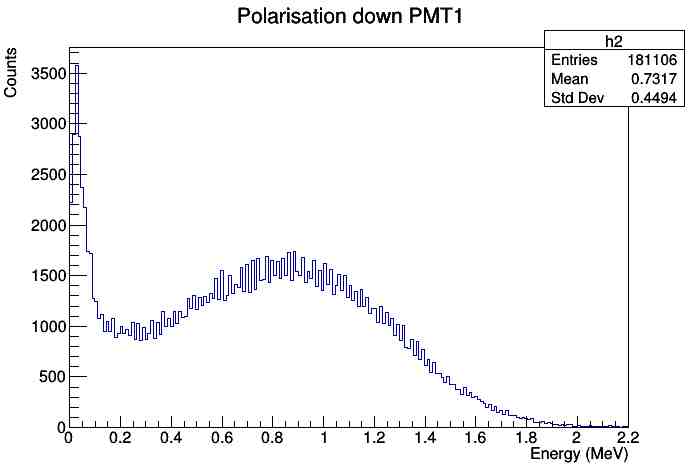 Polarisation down PMT1
h2
Entries 181106
Mean 0.7317
Std Dev 0.4494
Counts
3500
3000
2500
2000
1500
1000
500
0
0 0.2 0.4 0.6 0.8 1 1.2 1.4 1.6 1.8 2 2.2
Energy (MeV)